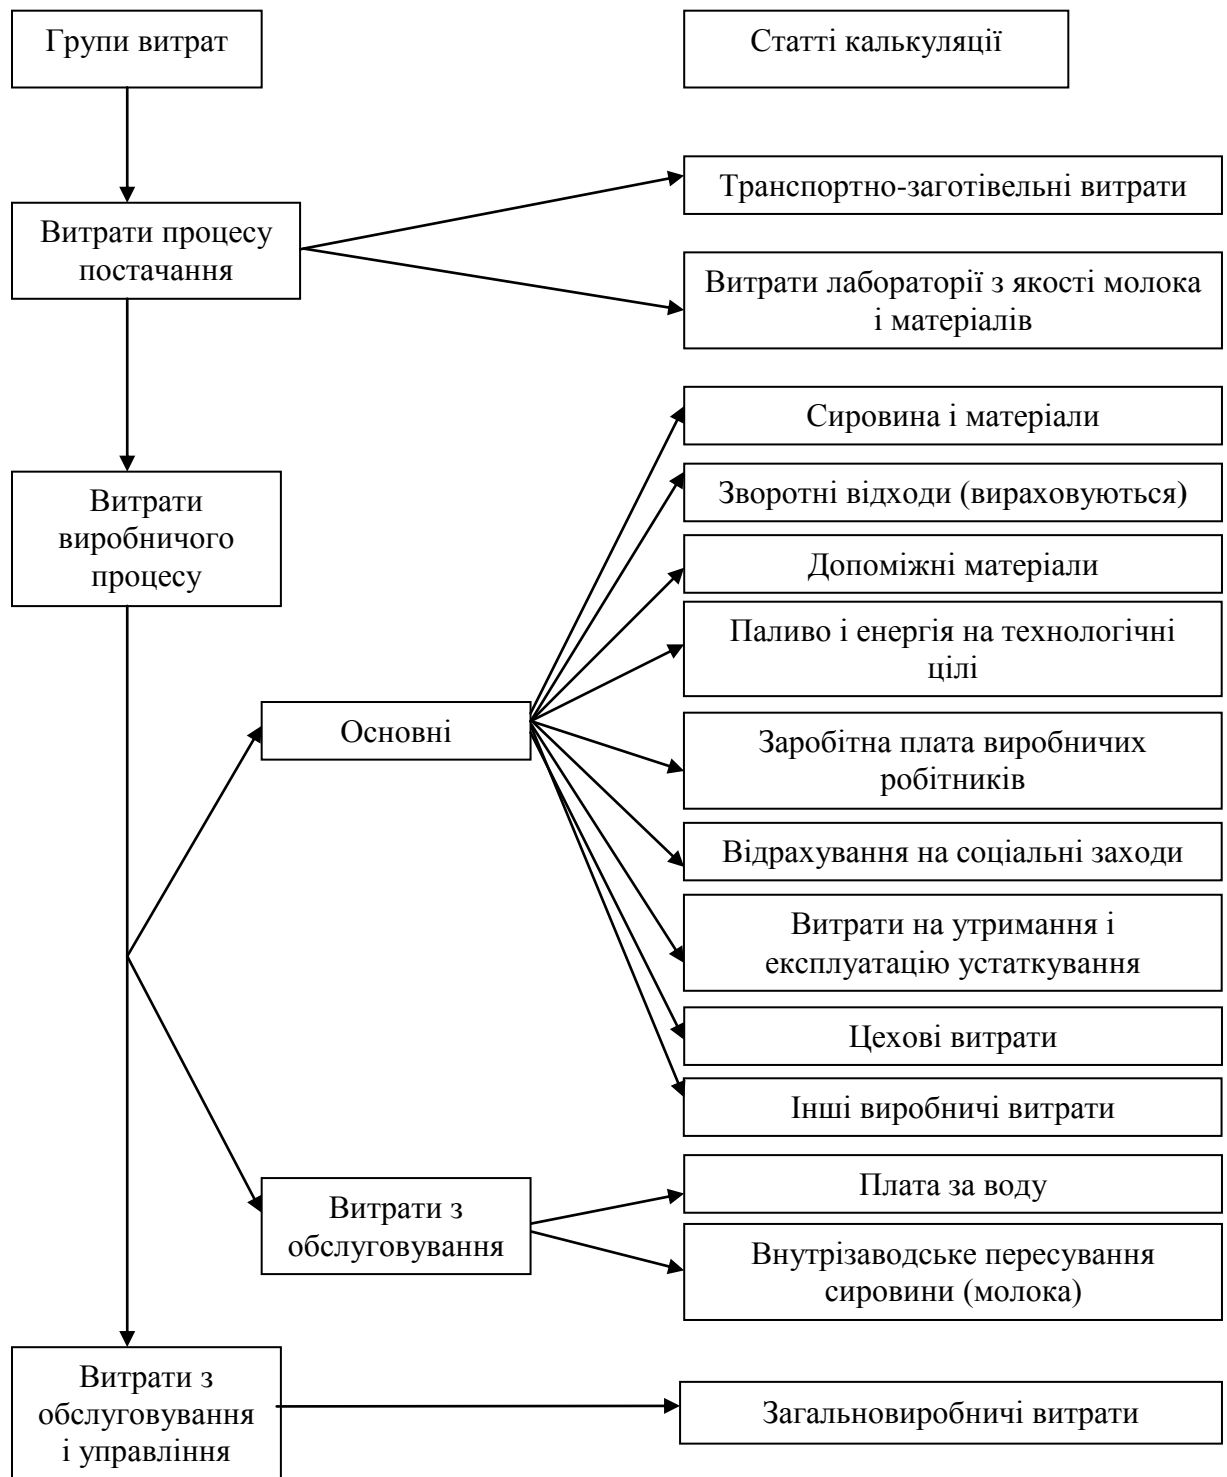 Групи витрат
Статті калькуляції
Транспортно-заготівельні витрати
Витрати процесу
постачання
Витрати лабораторії з якості молока
і матеріалів
Сировина і матеріали
Зворотні відходи (вираховуються)
Витрати
виробничого
процесу
Допоміжні матеріали
Паливо і енергія на технологічні
цілі
Основні
Заробітна плата виробничих
робітників
Відрахування на соціальні заходи
Витрати на утримання і
експлуатацію устаткування
Цехові витрати
Інші виробничі витрати
Витрати з
обслуговування
Плата за воду
Внутрізаводське пересування
сировини (молока)
Витрати з
обслуговування
і управління
Загальновиробничі витрати